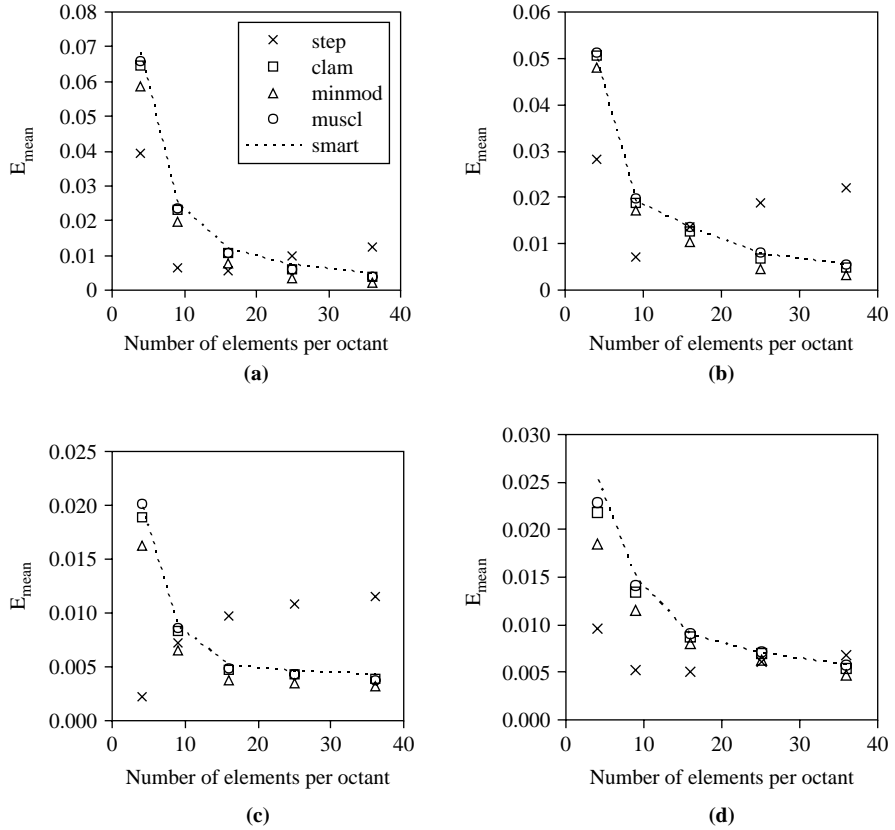 0.08
0.07
0.06
0.05
0.04
0.03
0.02
0.01
0
E_mean
step
clam
minmod
muscl
smart
0 10 20 30 40
Number of elements per octant
(a)
0.06
0.05
0.04
0.03
0.02
0.01
0
E_mean
0 10 20 30 40
Number of elements per octant
(b)
0.025
0.020
0.015
0.010
0.005
0.000
E_mean
0 10 20 30 40
Number of elements per octant
(c)
0.030
0.025
0.020
0.015
0.010
0.005
0.000
E_mean
0 10 20 30 40
Number of elements per octant
(d)